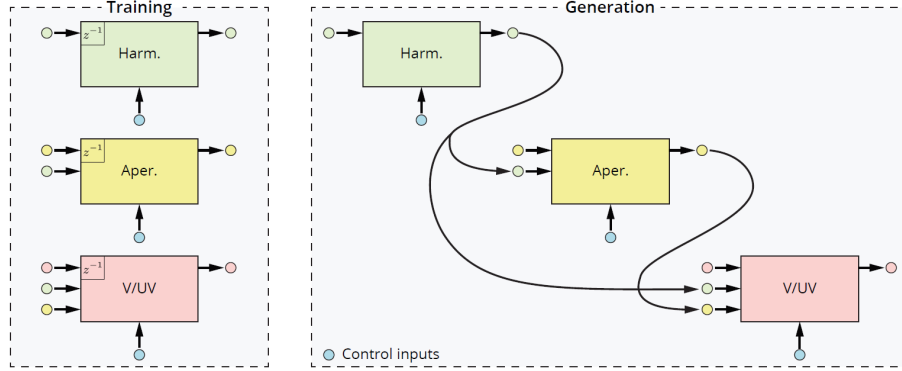 Training
z⁻¹
Harm.
z⁻¹
Aper.
z⁻¹
V/UV
Generation
Harm.
Aper.
V/UV
Control inputs